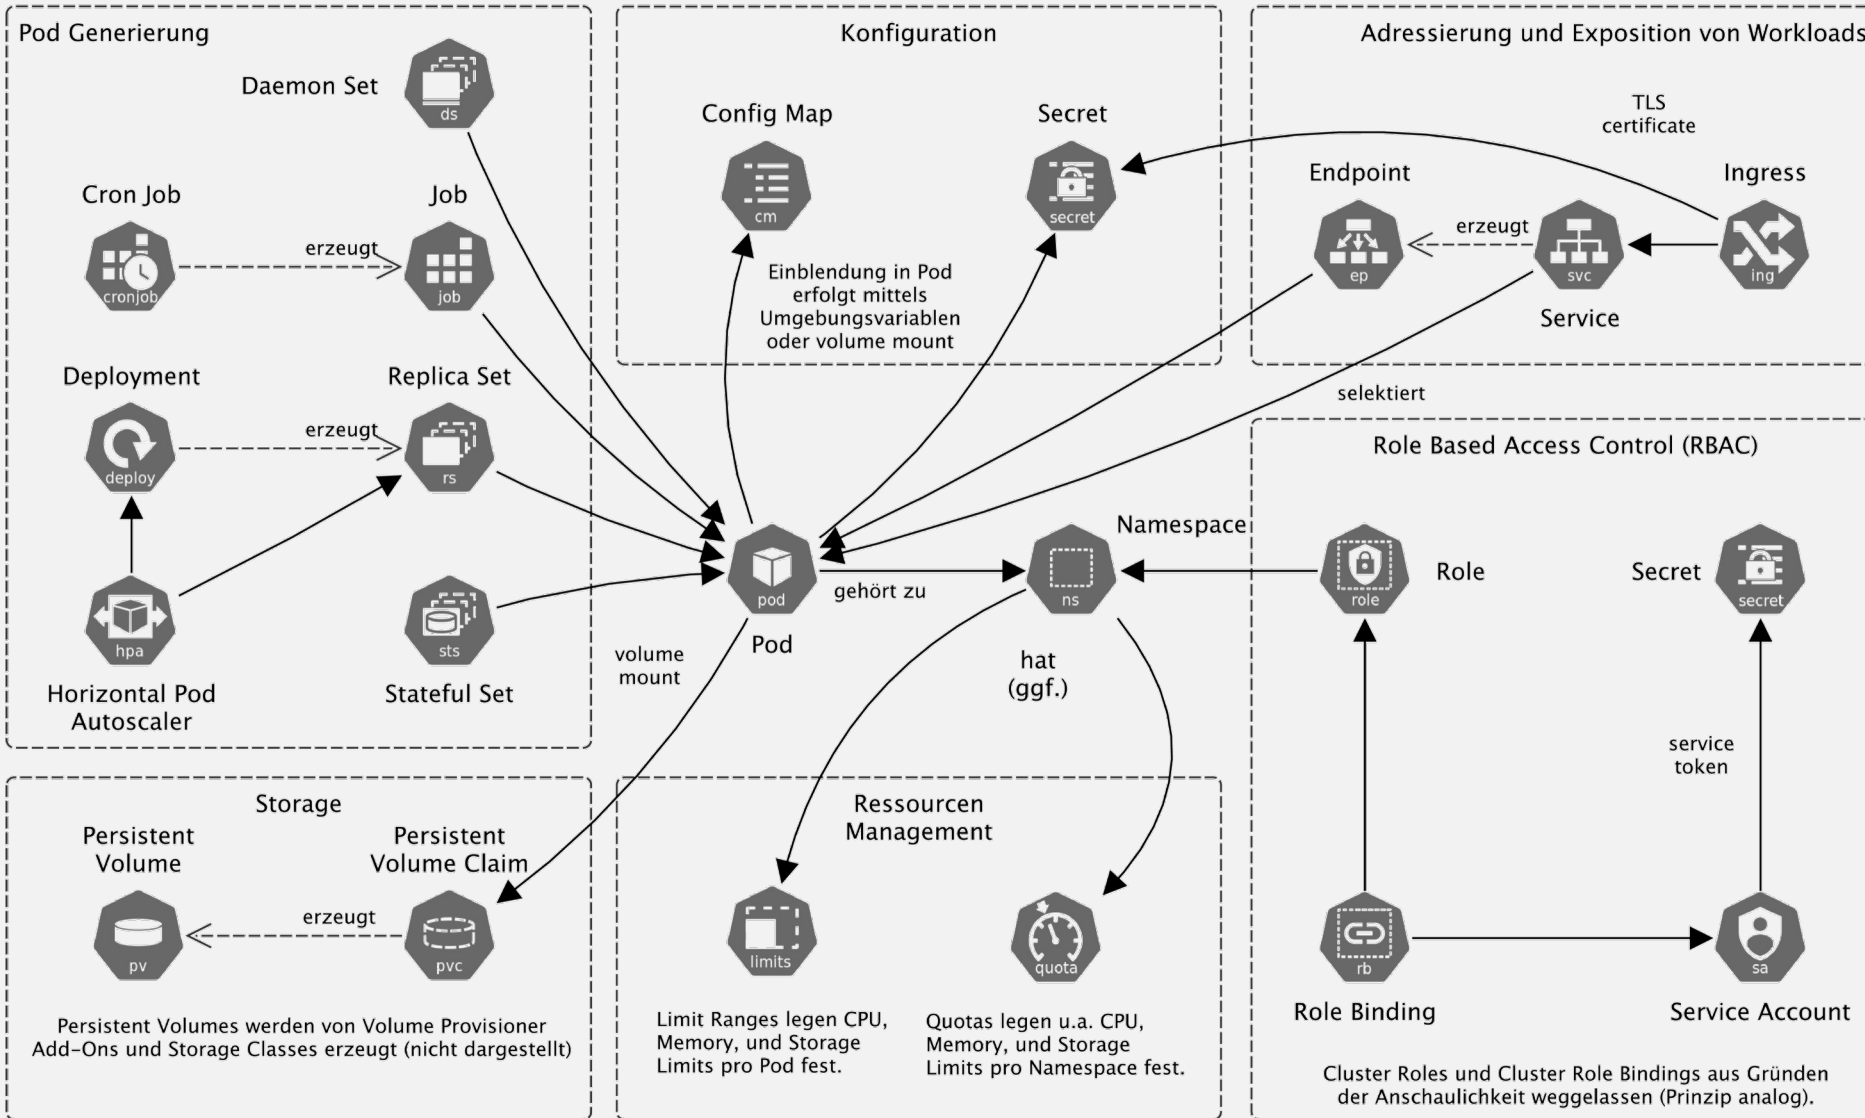 Pod Generierung
Daemon Set
ds
Cron Job
Job
erzeugt
cronjob
job
Deployment
Replica Set
erzeugt
deploy
rs
hpa
sts
Horizontal Pod
Autoscaler
Stateful Set
Konfiguration
Config Map
Secret
cm
secret
Einblendung in Pod
erfolgt mittels
Umgebungsvariablen
oder volume mount
Adressierung und Exposition von Workloads
TLS
certificate
Endpoint
Ingress
erzeugt
ep
svc
ing
Service
selektiert
pod
Pod
gehört zu
Namespace
ns
hat
(ggf.)
volume
mount
Role Based Access Control (RBAC)
role
Role
Secret
secret
service
token
rb
sa
Role Binding
Service Account
Cluster Roles und Cluster Role Bindings aus Gründen
der Anschaulichkeit weggelassen (Prinzip analog).
Storage
Persistent
Volume
Persistent
Volume Claim
erzeugt
pv
pvc
Persistent Volumes werden von Volume Provisioner
Add-Ons und Storage Classes erzeugt (nicht dargestellt)
Ressourcen
Management
limits
quota
Limit Ranges legen CPU,
Memory, und Storage
Limits pro Pod fest.
Quotas legen u.a. CPU,
Memory, und Storage
Limits pro Namespace fest.